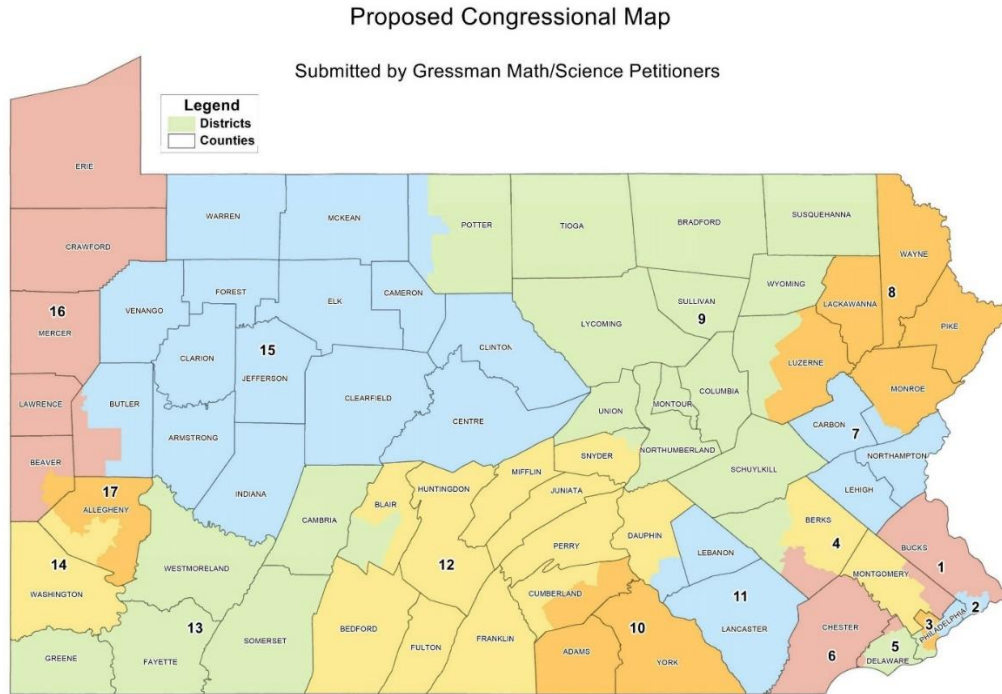 Proposed Congressional Map
Submitted by Gressman Math/Science Petitioners
Legend
Districts
Counties
ERIE
CRAWFORD
WARREN
MCKEAN
POTTER
TIOGA
BRADFORD
SUSQUEHANNA
WAYNE
16
MERCER
VENANGO
FOREST
ELK
CAMERON
LYCOMING
SULLIVAN
9
WYOMING
LACKAWANNA
8
PIKE
CLARION
15
JEFFERSON
CLINTON
LUZERNE
MONROE
LAWRENCE
BUTLER
CLEARFIELD
CENTRE
UNION
MONTOUR
COLUMBIA
CARBON
7
BEAVER
ARMSTRONG
INDIANA
SNYDER
NORTHUMBERLAND
SCHUYLKILL
NORTHAMPTON
LEHIGH
17
ALLEGHENY
CAMBRIA
BLAIR
HUNTINGDON
MIFFLIN
JUNIATA
DAUPHIN
BERKS
4
BUCKS
1
14
WASHINGTON
WESTMORELAND
12
PERRY
LEBANON
MONTGOMERY
CUMBERLAND
11
LANCASTER
2
3
PHILADELPHIA
GREENE
FAYETTE
13
SOMERSET
BEDFORD
FULTON
FRANKLIN
ADAMS
10
YORK
CHESTER
6
5
DELAWARE